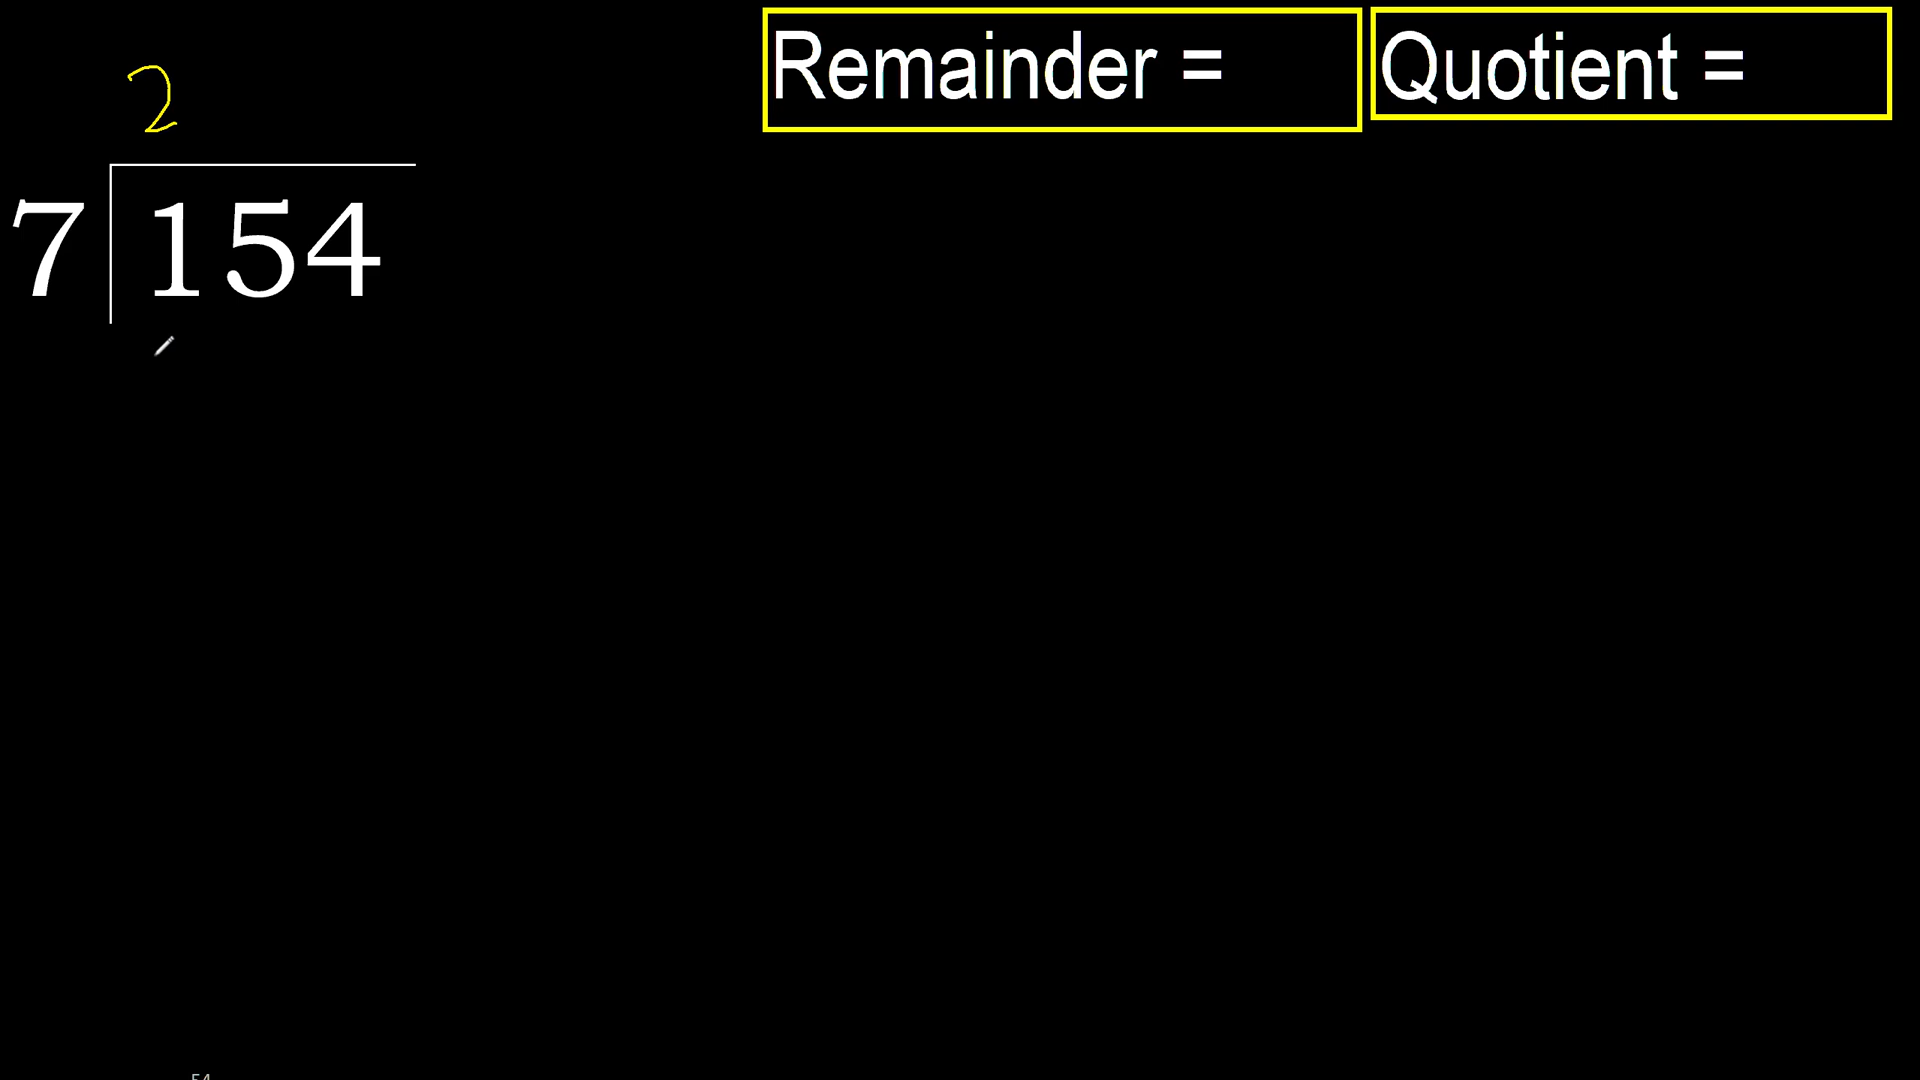 Remainder = Quotient =
2
7 154